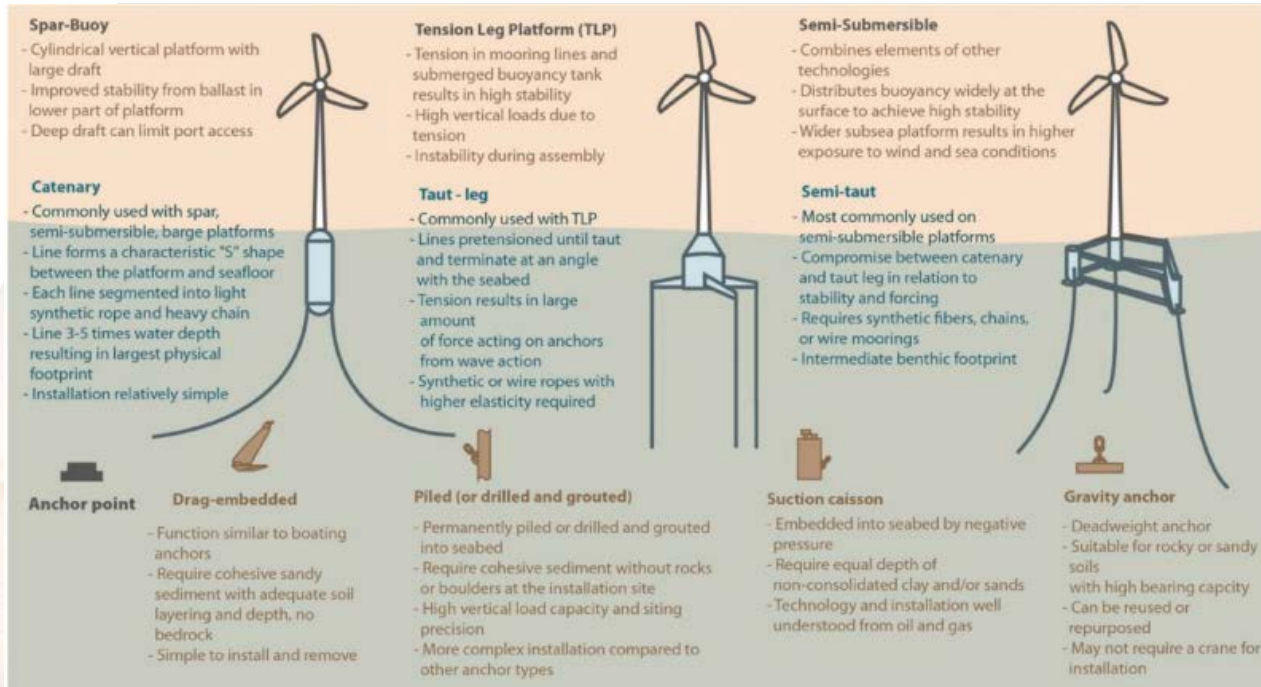 Spar-Buoy
- Cylindrical vertical platform with
large draft
- Improved stability from ballast in
lower part of platform
- Deep draft can limit port access
Tension Leg Platform (TLP)
- Tension in mooring lines and
submerged buoyancy tank
results in high stability
- High vertical loads due to
tension
- Instability during assembly
Semi-Submersible
- Combines elements of other
technologies
- Distributes buoyancy widely at the
surface to achieve high stability
- Wider subsea platform results in higher
exposure to wind and sea conditions
Catenary
- Commonly used with spar,
semi-submersible, barge platforms
- Line forms a characteristic "S" shape
between the platform and seafloor
- Each line segmented into light
synthetic rope and heavy chain
- Line 3-5 times water depth
resulting in largest physical
footprint
- Installation relatively simple
Taut - leg
- Commonly used with TLP
- Lines pretensioned until taut
and terminate at an angle
with the seabed
- Tension results in large
amount
of force acting on anchors
from wave action
- Synthetic or wire ropes with
higher elasticity required
Semi-taut
- Most commonly used on
semi-submersible platforms
- Compromise between catenary
and taut leg in relation to
stability and forcing
- Requires synthetic fibers, chains,
or wire moorings
- Intermediate benthic footprint
Anchor point
Drag-embedded
- Function similar to boating
anchors
- Require cohesive sandy
sediment with adequate soil
layering and depth, no
bedrock
- Simple to install and remove
Piled (or drilled and grouted)
- Permanently piled or drilled and grouted
into seabed
- Require cohesive sediment without rocks
or boulders at the installation site
- High vertical load capacity and siting
precision
- More complex installation compared to
other anchor types
Suction caisson
- Embedded into seabed by negative
pressure
- Require equal depth of
non-consolidated clay and/or sands
- Technology and installation well
understood from oil and gas
Gravity anchor
- Deadweight anchor
- Suitable for rocky or sandy
soils
with high bearing capcity
- Can be reused or
repurposed
- May not require a crane for
installation